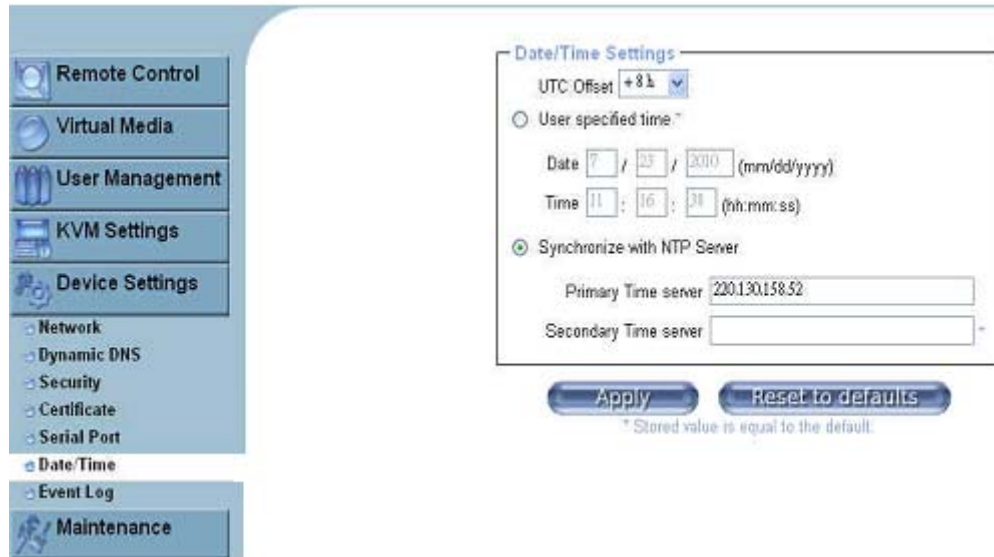 Remote Control
Virtual Media
User Management
KVM Settings
Device Settings
Network
Dynamic DNS
Security
Certificate
Serial Port
Date/Time
Event Log
Maintenance
Date/Time Settings
UTC Offset +8 h
User specified time *
Date 7 / 23 / 2010 (mm/dd/yyyy)
Time 11 : 16 : 31 (hh:mm:ss)
Synchronize with NTP Server
Primary Time server 220.130.158.52
Secondary Time server *
Apply Reset to defaults
* Stored value is equal to the default.